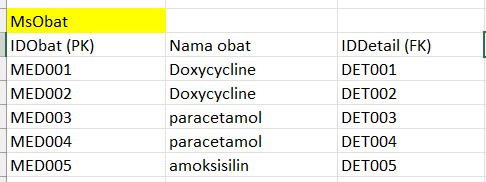 MsObat
IDObat (PK) Nama obat IDDetail (FK)
MED001 Doxycycline DET001
MED002 Doxycycline DET002
MED003 paracetamol DET003
MED004 paracetamol DET004
MED005 amoksisilin DET005